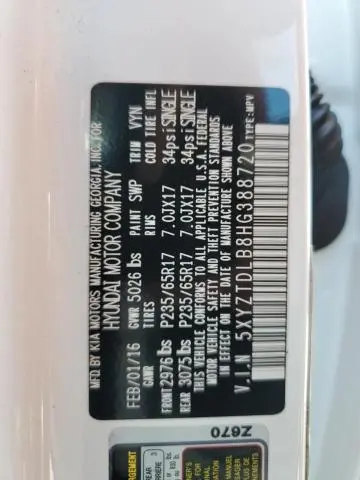 MFD. BY KIA MOTORS MANUFACTURING GEORGIA, INC. FOR
HYUNDAI MOTOR COMPANY
FEB/01/16 GVWR 5026 lbs PAINT SWP TRIM VYN
GAWR TIRES RIMS COLD TIRE INFL
FRONT 2976 lbs P235/65R17 7.0JX17 34psi SINGLE
REAR 3075 lbs P235/65R17 7.0JX17 34psi SINGLE
THIS VEHICLE CONFORMS TO ALL APPLICABLE U.S.A. FEDERAL
MOTOR VEHICLE SAFETY AND THEFT PREVENTION STANDARDS
IN EFFECT ON THE DATE OF MANUFACTURE SHOWN ABOVE
V.I.N 5XYZTDLB8HG388720 TYPE:MPV
Z670